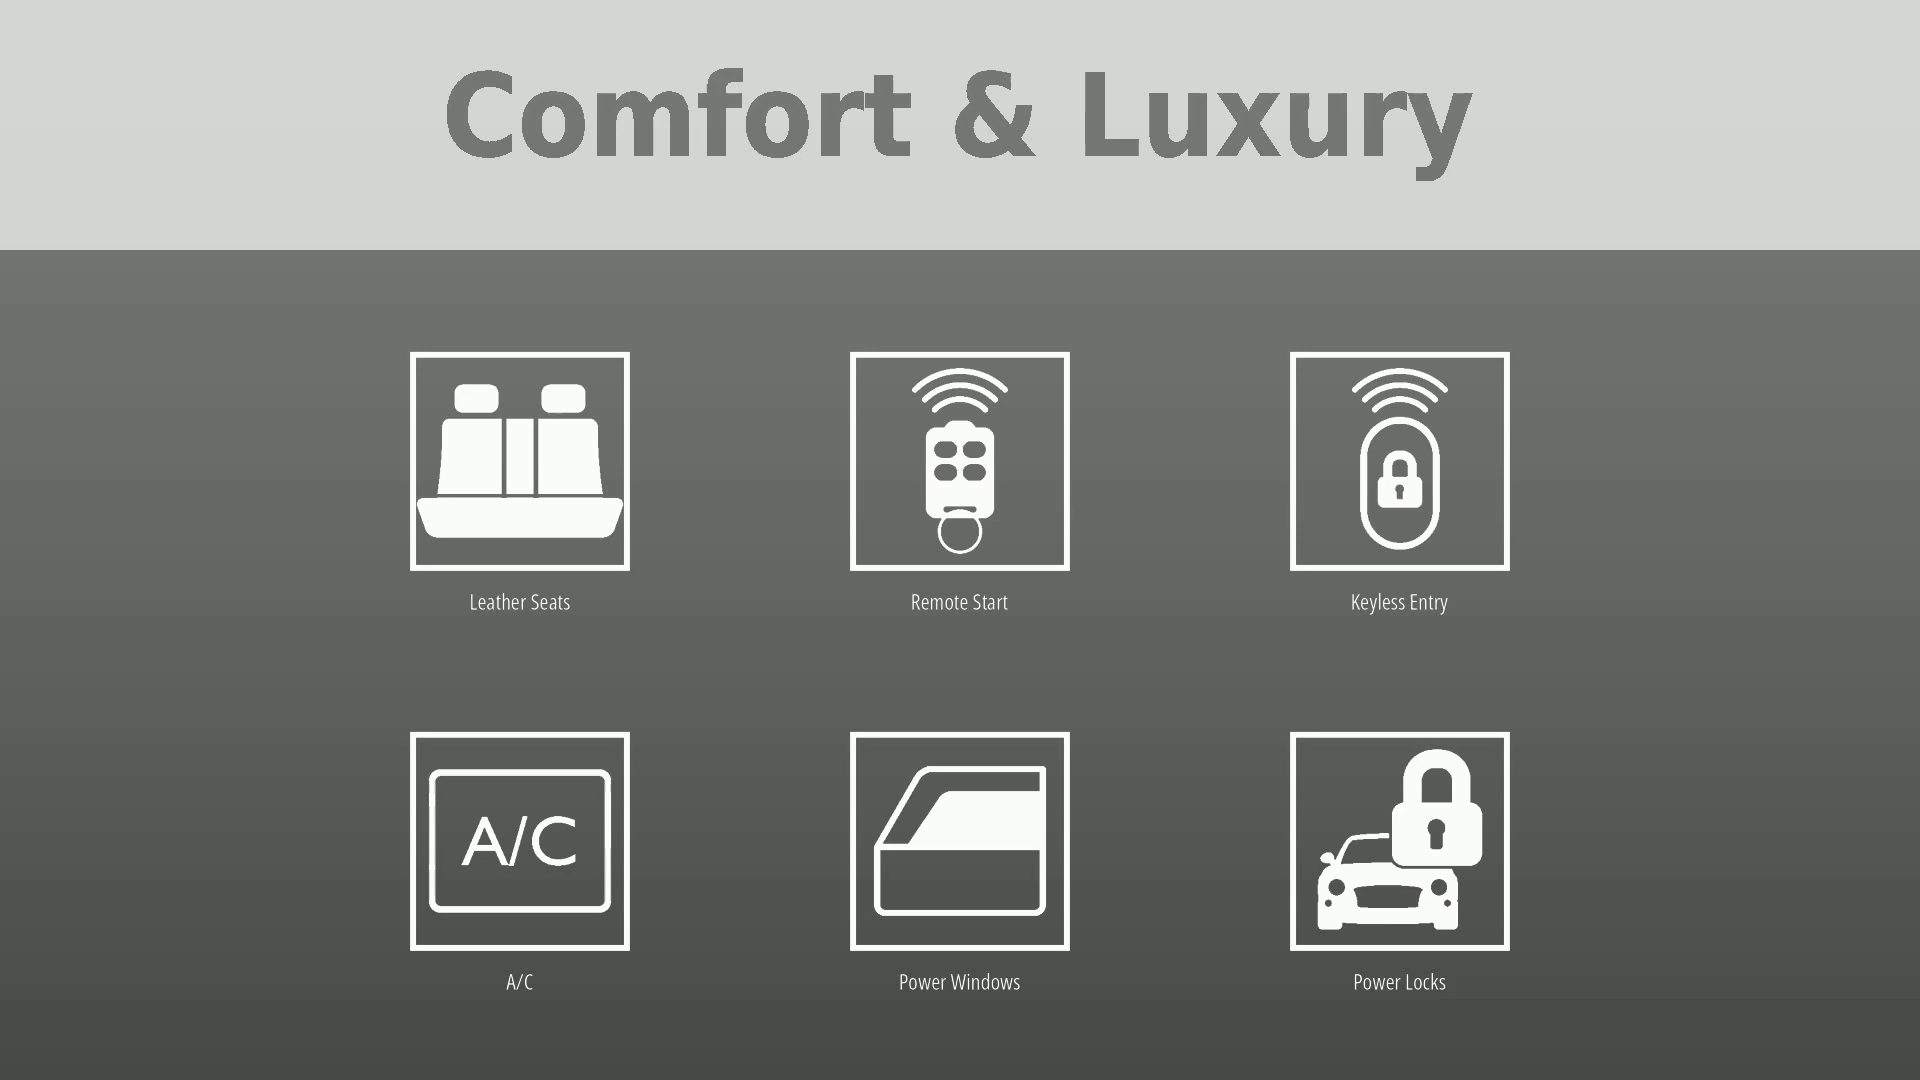 Comfort & Luxury
Leather Seats
Remote Start
Keyless Entry
A/C
A/C
Power Windows
Power Locks